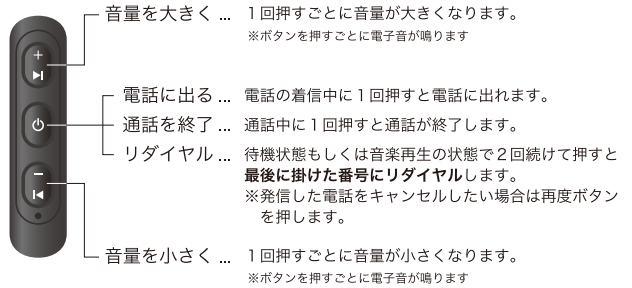 音量を大きく ... 1回押すごとに音量が大きくなります。
※ボタンを押すごとに電子音が鳴ります
電話に出る ... 電話の着信中に1回押すと電話に出れます。
通話を終了 ... 通話中に1回押すと通話が終了します。
リダイヤル ... 待機状態もしくは音楽再生の状態で2回続けて押すと
最後に掛けた番号にリダイヤルします。
※発信した電話をキャンセルしたい場合は再度ボタン
を押します。
音量を小さく ... 1回押すごとに音量が小さくなります。
※ボタンを押すごとに電子音が鳴ります